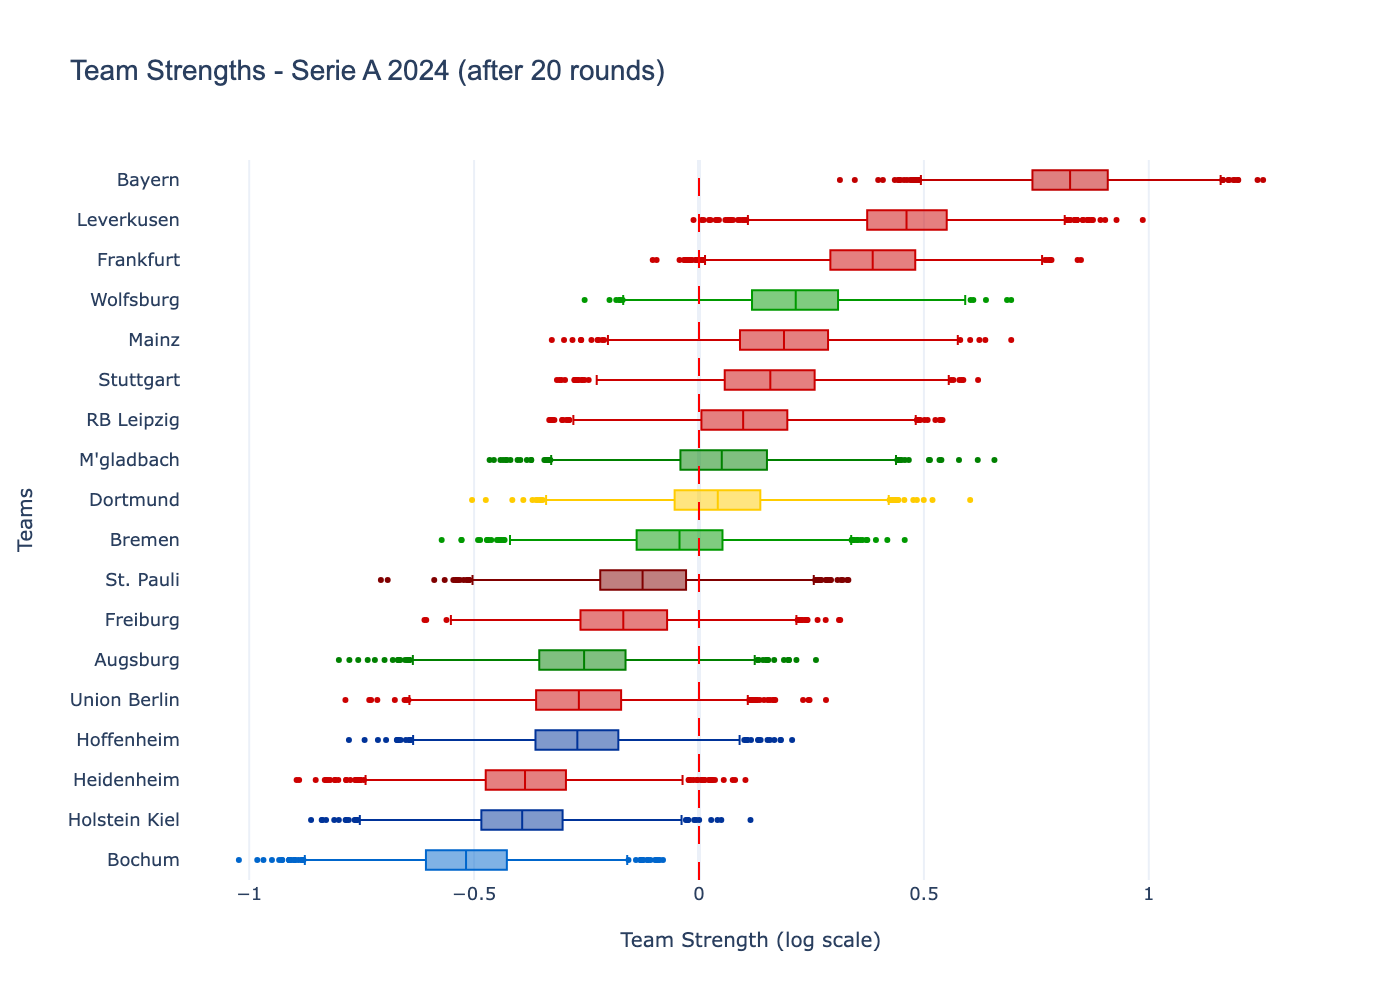 Team Strengths - Serie A 2024 (after 20 rounds)
Bayern
Leverkusen
Frankfurt
Wolfsburg
Mainz
Stuttgart
RB Leipzig
M'gladbach
Dortmund
Bremen
St. Pauli
Freiburg
Augsburg
Union Berlin
Hoffenheim
Heidenheim
Holstein Kiel
Bochum
Teams
−1 −0.5 0 0.5 1
Team Strength (log scale)